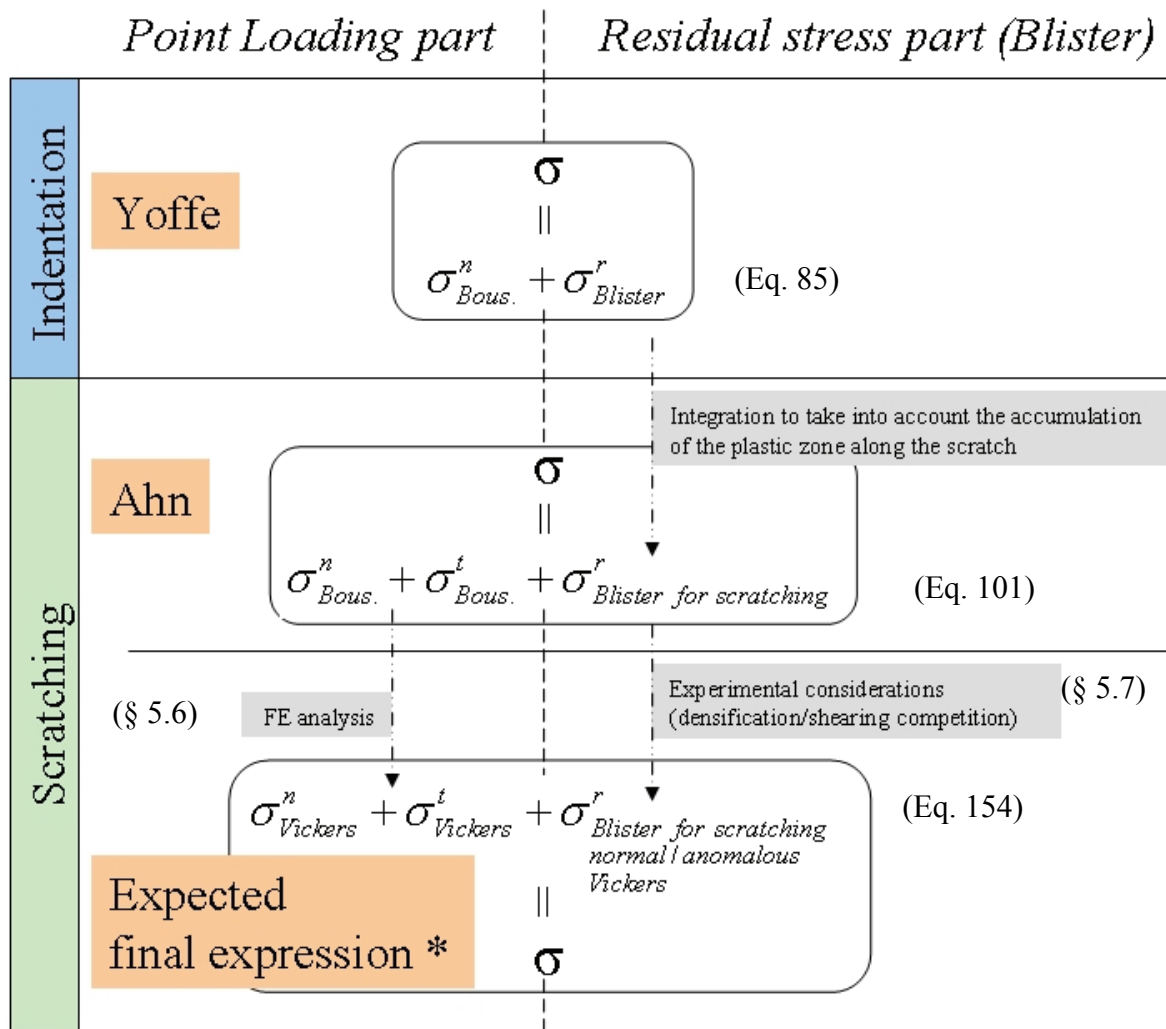 Point Loading part
Residual stress part (Blister)
Indentation
Yoffe
σ
=
σ^n_Bous. + σ^r_Blister
(Eq. 85)
Integration to take into account the accumulation
of the plastic zone along the scratch
Scratching
Ahn
σ
=
σ^n_Bous. + σ^t_Bous. + σ^r_Blister for scratching
(Eq. 101)
(§ 5.6)
FE analysis
Experimental considerations
(densification/shearing competition)
(§ 5.7)
σ^n_Vickers + σ^t_Vickers + σ^r_Blister for scratching
normal / anomalous
Vickers
(Eq. 154)
=
σ
Expected
final expression *